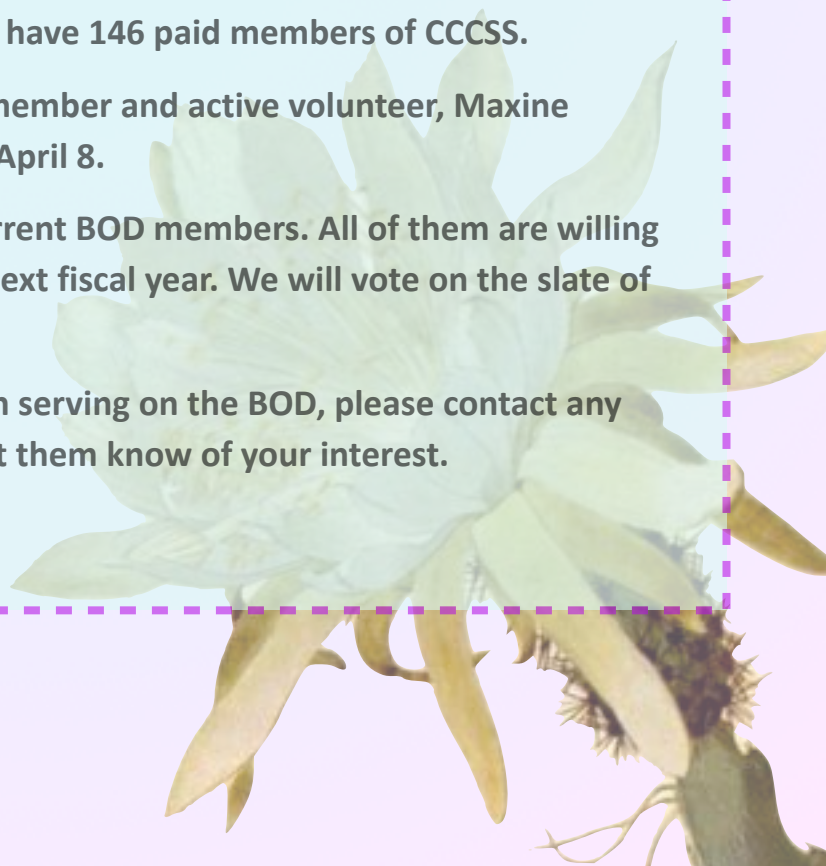 have 146 paid members of CCCSS.
member and active volunteer, Maxine
April 8.
rrent BOD members. All of them are willing
ext fiscal year. We will vote on the slate of
n serving on the BOD, please contact any
t them know of your interest.